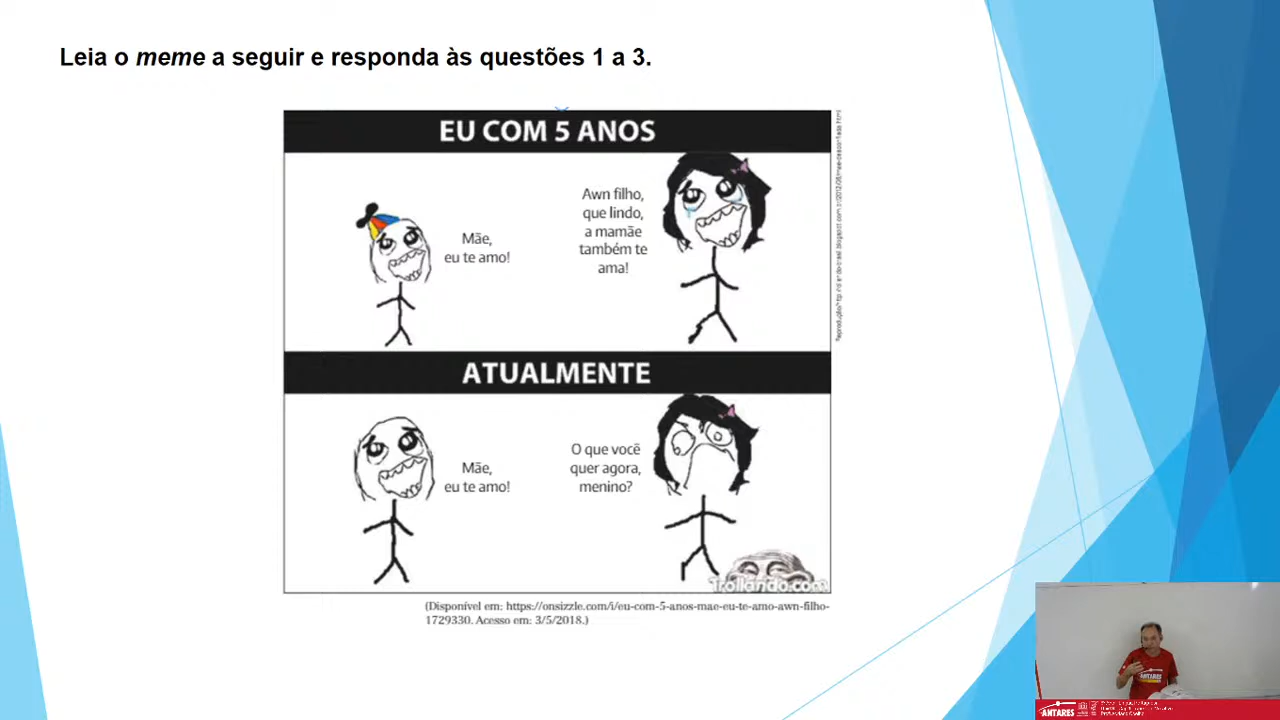 Leia o meme a seguir e responda às questões 1 a 3.
EU COM 5 ANOS
Mãe,
eu te amo!
Awn filho,
que lindo,
a mamãe
também te
ama!
ATUALMENTE
Mãe,
eu te amo!
O que você
quer agora,
menino?
Trollando.com
(Disponível em: https://onsizzle.com/i/eu-com-5-anos-mae-eu-te-amo-awn-filho-
1729330. Acesso em: 3/5/2018.)
ANTARES
ANTARES